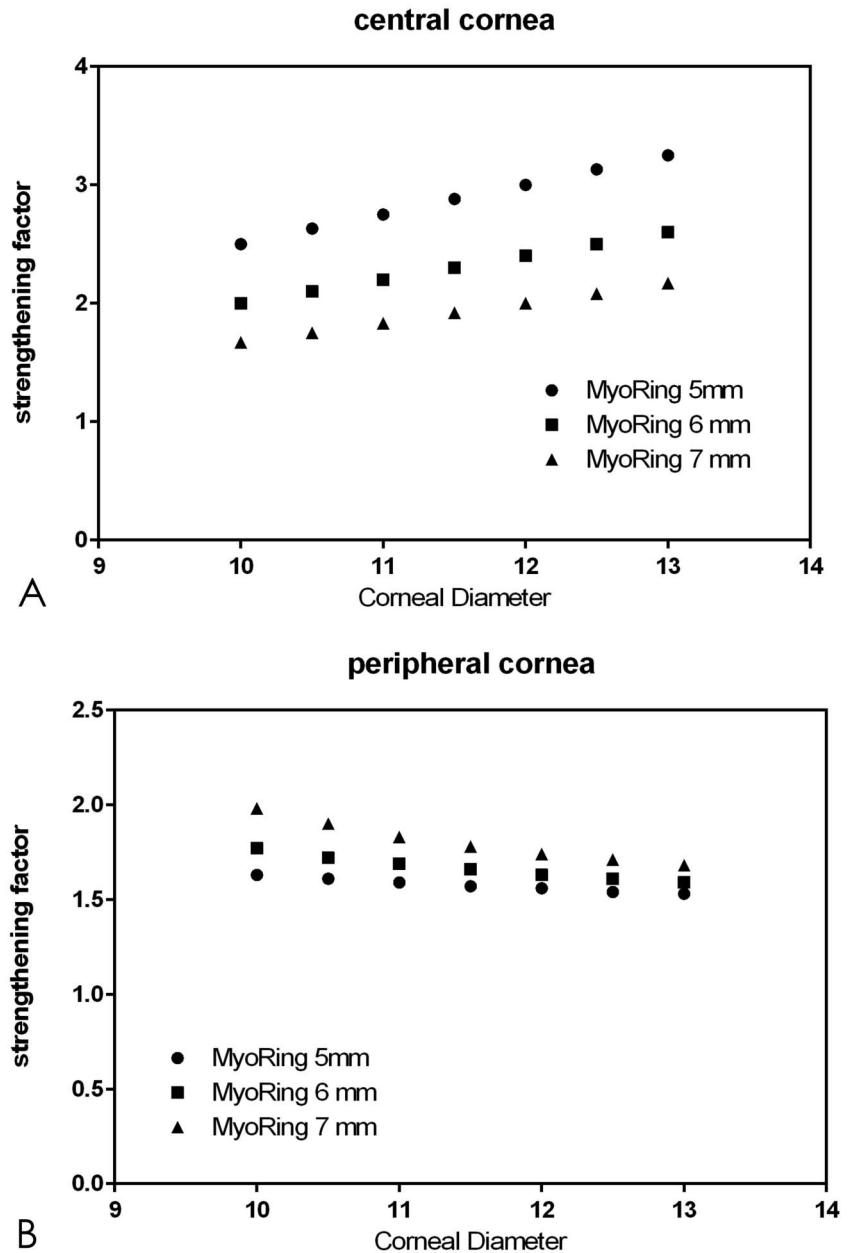 central cornea
4
3
2
1
0
strengthening factor
MyoRing 5mm
MyoRing 6 mm
MyoRing 7 mm
9 10 11 12 13 14
Corneal Diameter
A
peripheral cornea
2.5
2.0
1.5
1.0
0.5
0.0
strengthening factor
MyoRing 5mm
MyoRing 6 mm
MyoRing 7 mm
9 10 11 12 13 14
Corneal Diameter
B